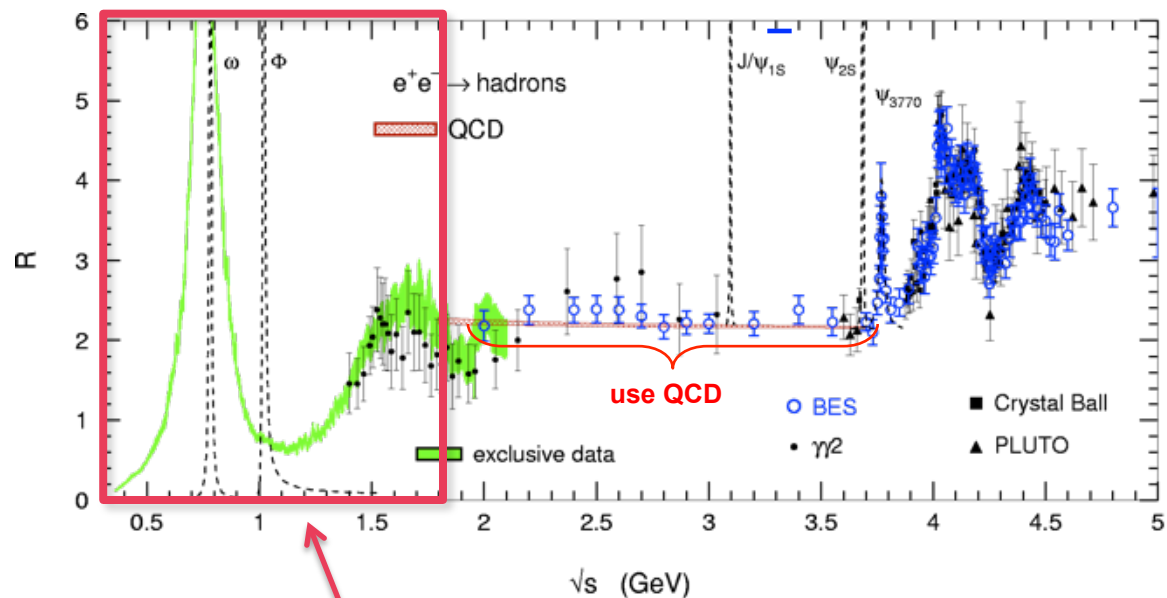 6
5
4
3
2
1
0
R
ω
Φ
e⁺e⁻ → hadrons
QCD
J/ψ₁S
ψ₂S
ψ₃₇₇₀
use QCD
exclusive data
BES
γγ2
Crystal Ball
PLUTO
0.5 1 1.5 2 2.5 3 3.5 4 4.5 5
√s (GeV)